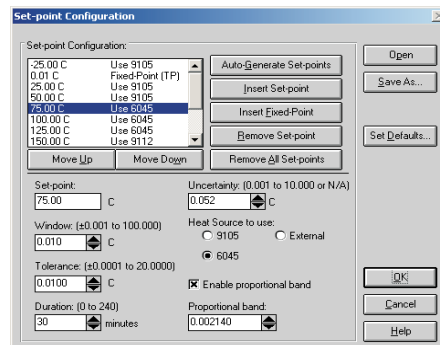 Set-point Configuration
Set-point Configuration:
-25.00 C Use 9105
0.01 C Fixed-Point (TP)
25.00 C Use 9105
50.00 C Use 9105
75.00 C Use 6045
100.00 C Use 6045
125.00 C Use 6045
150.00 C Use 9112
Move Up
Move Down
Auto-Generate Set-points
Insert Set-point
Insert Fixed-Point
Remove Set-point
Remove All Set-points
Open
Save As...
Set Defaults...
Set-point:
75.00 C
Window: (±0.001 to 100.000)
0.010 C
Tolerance: (±0.0001 to 20.0000)
0.0100 C
Duration: (0 to 240)
30 minutes
Uncertainty: (0.001 to 10.000 or N/A)
0.052 C
Heat Source to use:
9105 External
6045
Enable proportional band
Proportional band:
0.002140
OK
Cancel
Help